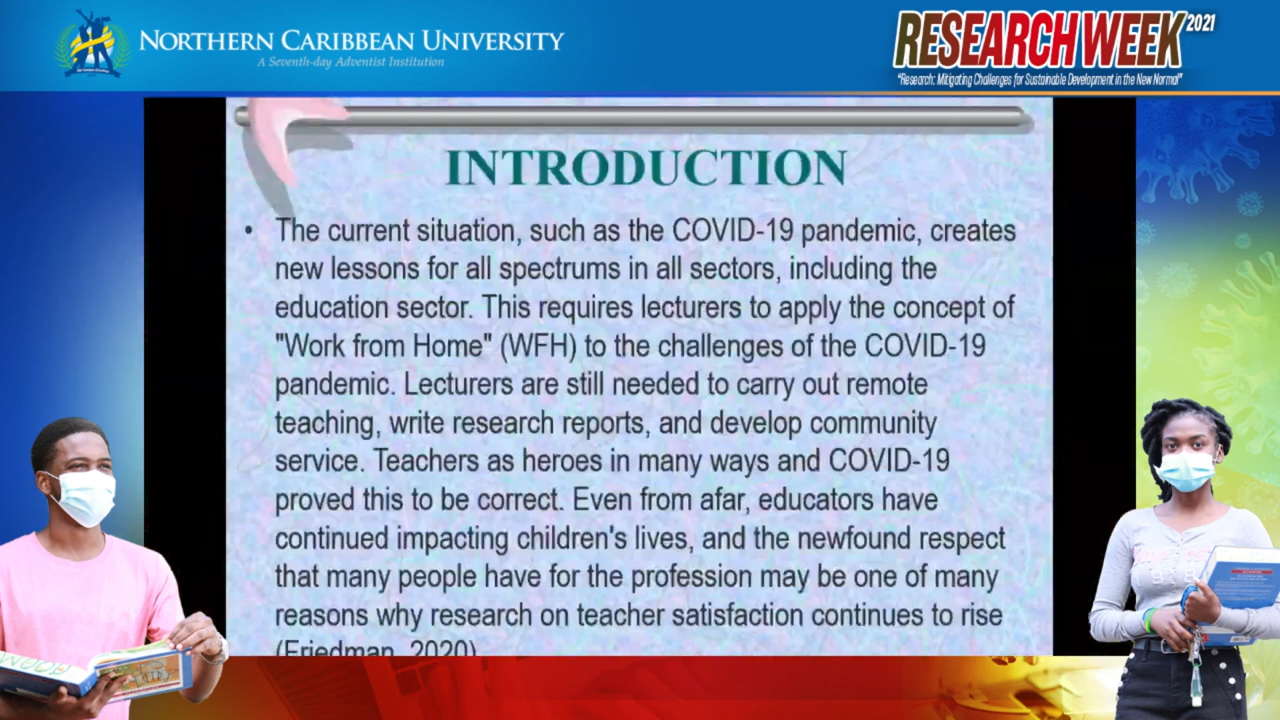 NORTHERN CARIBBEAN UNIVERSITY
A Seventh-day Adventist Institution
RESEARCH WEEK 2021
"Research: Mitigating Challenges for Sustainable Development in the New Normal"
INTRODUCTION
• The current situation, such as the COVID-19 pandemic, creates
new lessons for all spectrums in all sectors, including the
education sector. This requires lecturers to apply the concept of
"Work from Home" (WFH) to the challenges of the COVID-19
pandemic. Lecturers are still needed to carry out remote
teaching, write research reports, and develop community
service. Teachers as heroes in many ways and COVID-19
proved this to be correct. Even from afar, educators have
continued impacting children's lives, and the newfound respect
that many people have for the profession may be one of many
reasons why research on teacher satisfaction continues to rise
(Friedman, 2020)